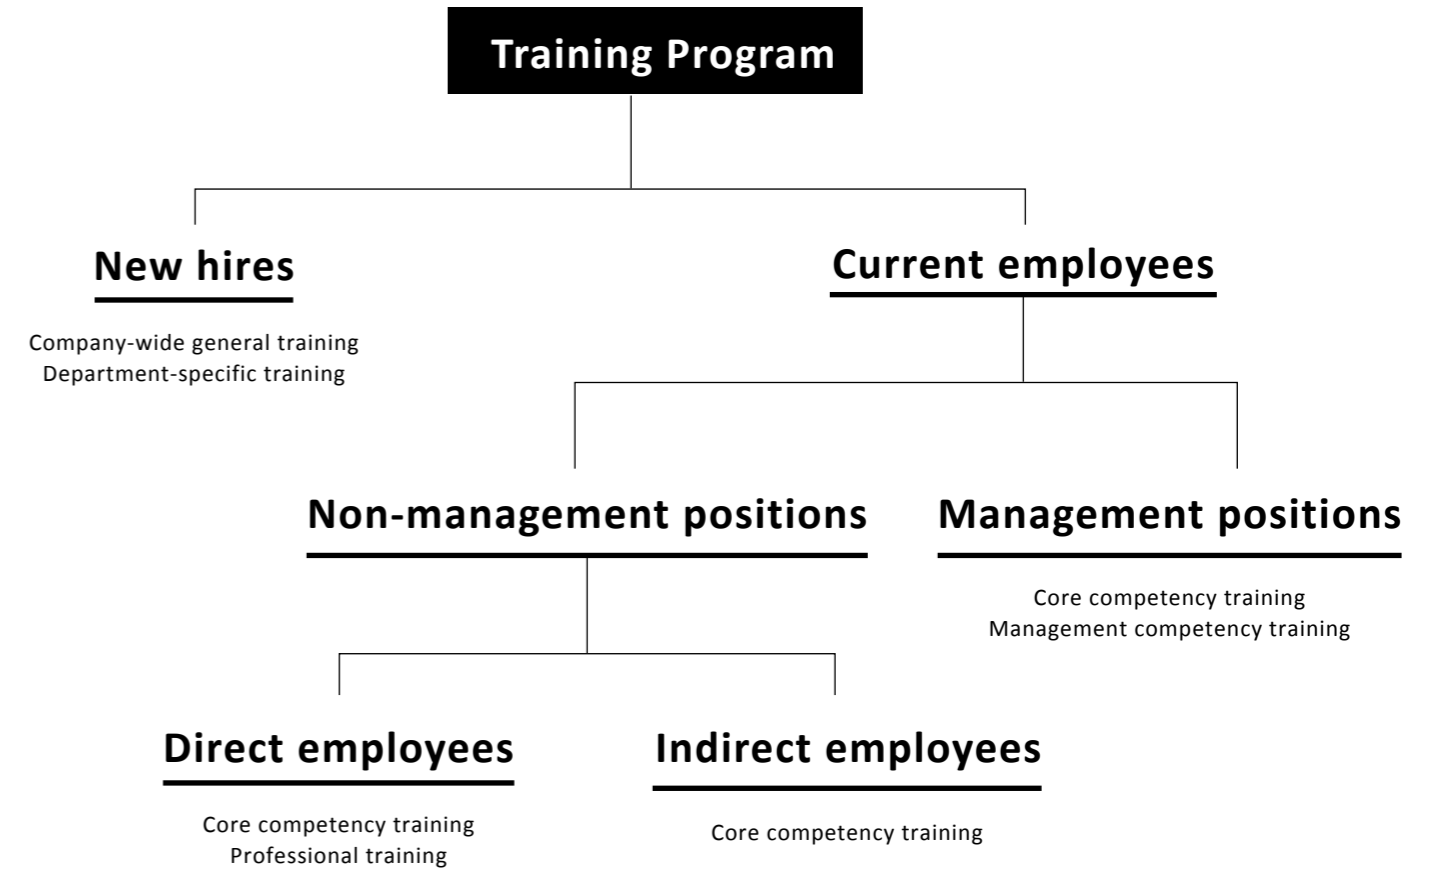 Training Program
New hires
Current employees
Company-wide general training
Department-specific training
Non-management positions
Management positions
Core competency training
Management competency training
Direct employees
Indirect employees
Core competency training
Professional training
Core competency training